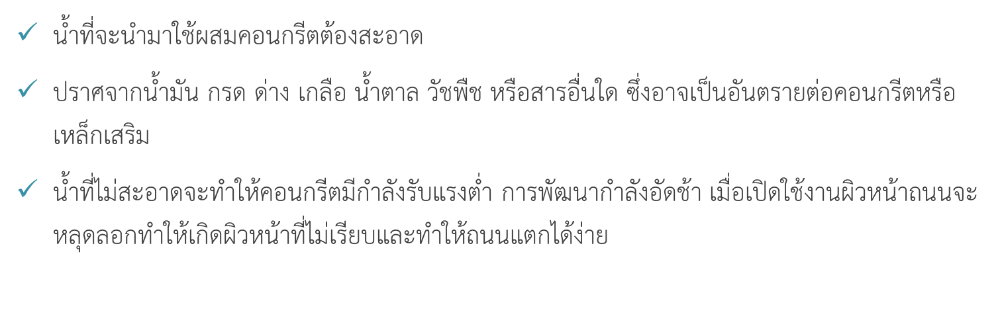 ✓ น้ำที่จะนำมาใช้ผสมคอนกรีตต้องสะอาด
✓ ปราศจากน้ำมัน กรด ด่าง เกลือ น้ำตาล วัชพืช หรือสารอื่นใด ซึ่งอาจเป็นอันตรายต่อคอนกรีตหรือ
เหล็กเสริม
✓ น้ำที่ไม่สะอาดจะทำให้คอนกรีตมีกำลังรับแรงต่ำ การพัฒนากำลังอัดช้า เมื่อเปิดใช้งานผิวหน้าถนนจะ
หลุดลอกทำให้เกิดผิวหน้าที่ไม่เรียบและทำให้ถนนแตกได้ง่าย